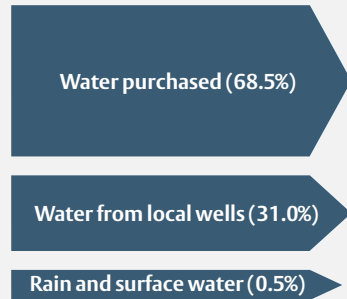 Water purchased (68.5%)
Water from local wells (31.0%)
Rain and surface water (0.5%)